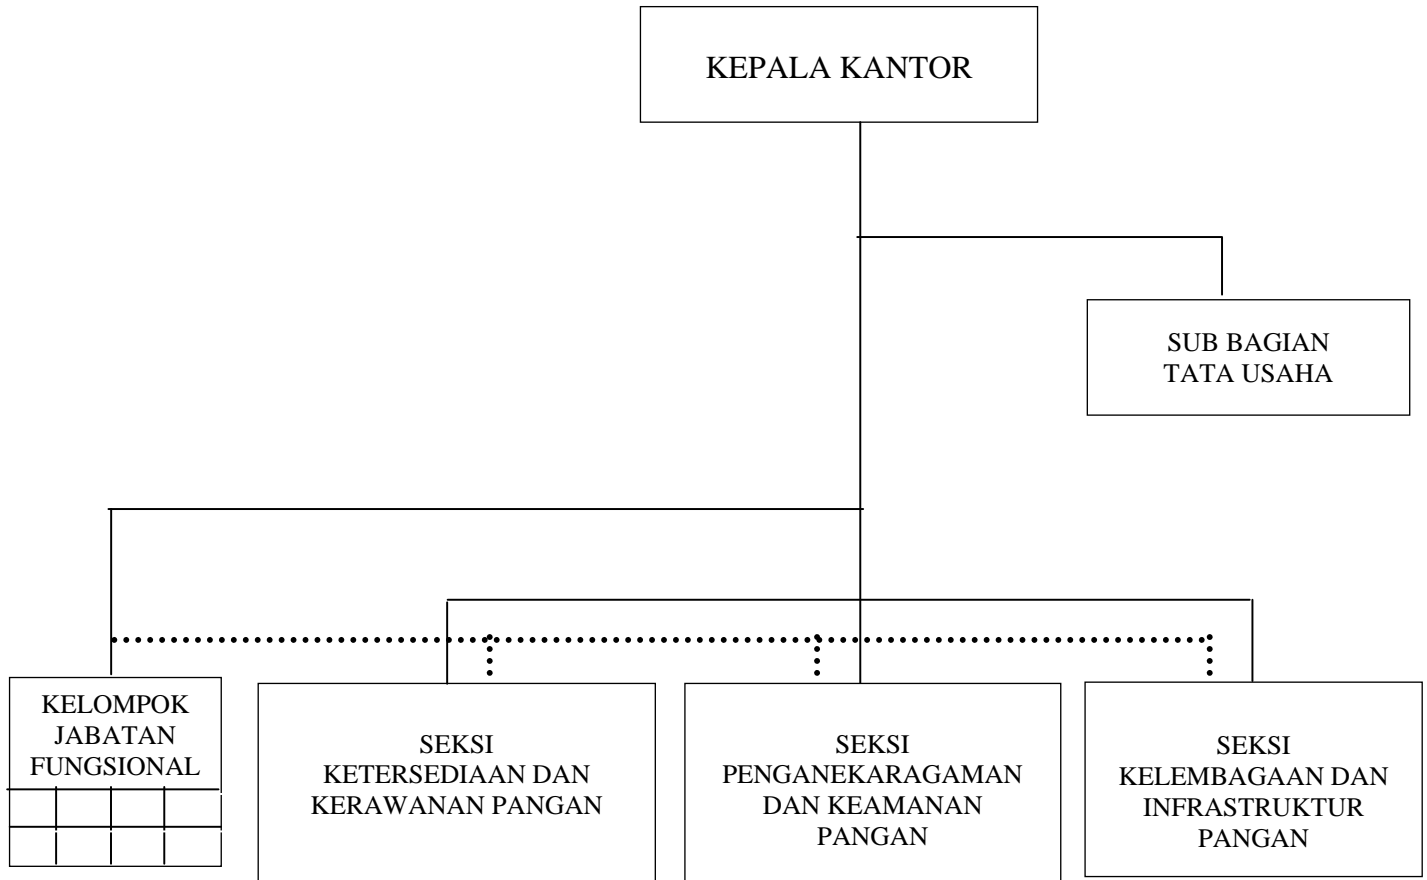 KEPALA KANTOR
SUB BAGIAN
TATA USAHA
KELOMPOK
JABATAN
FUNGSIONAL
SEKSI
KETERSEDIAAN DAN
KERAWANAN PANGAN
SEKSI
PENGANEKARAGAMAN
DAN KEAMANAN
PANGAN
SEKSI
KELEMBAGAAN DAN
INFRASTRUKTUR
PANGAN